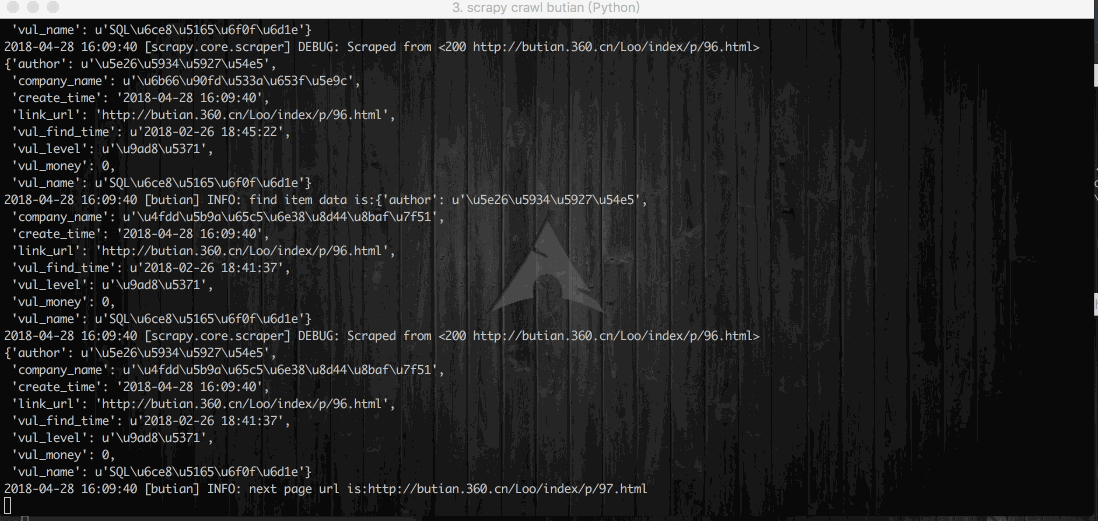 3. scrapy crawl butian (Python)
'vul_name': u'SQL\u6ce8\u5165\u6f0f\u6d1e'}
2018-04-28 16:09:40 [scrapy.core.scraper] DEBUG: Scraped from <200 http://butian.360.cn/Loo/index/p/96.html>
{'author': u'\u5e26\u5934\u5927\u54e5',
'company_name': u'\u6b66\u90fd\u533a\u653f\u5e9c',
'create_time': '2018-04-28 16:09:40',
'link_url': 'http://butian.360.cn/Loo/index/p/96.html',
'vul_find_time': u'2018-02-26 18:45:22',
'vul_level': u'\u9ad8\u5371',
'vul_money': 0,
'vul_name': u'SQL\u6ce8\u5165\u6f0f\u6d1e'}
2018-04-28 16:09:40 [butian] INFO: find item data is:{'author': u'\u5e26\u5934\u5927\u54e5',
'company_name': u'\u4fdd\u5b9a\u65c5\u6e38\u8d44\u8baf\u7f51',
'create_time': '2018-04-28 16:09:40',
'link_url': 'http://butian.360.cn/Loo/index/p/96.html',
'vul_find_time': u'2018-02-26 18:41:37',
'vul_level': u'\u9ad8\u5371',
'vul_money': 0,
'vul_name': u'SQL\u6ce8\u5165\u6f0f\u6d1e'}
2018-04-28 16:09:40 [scrapy.core.scraper] DEBUG: Scraped from <200 http://butian.360.cn/Loo/index/p/96.html>
{'author': u'\u5e26\u5934\u5927\u54e5',
'company_name': u'\u4fdd\u5b9a\u65c5\u6e38\u8d44\u8baf\u7f51',
'create_time': '2018-04-28 16:09:40',
'link_url': 'http://butian.360.cn/Loo/index/p/96.html',
'vul_find_time': u'2018-02-26 18:41:37',
'vul_level': u'\u9ad8\u5371',
'vul_money': 0,
'vul_name': u'SQL\u6ce8\u5165\u6f0f\u6d1e'}
2018-04-28 16:09:40 [butian] INFO: next page url is:http://butian.360.cn/Loo/index/p/97.html